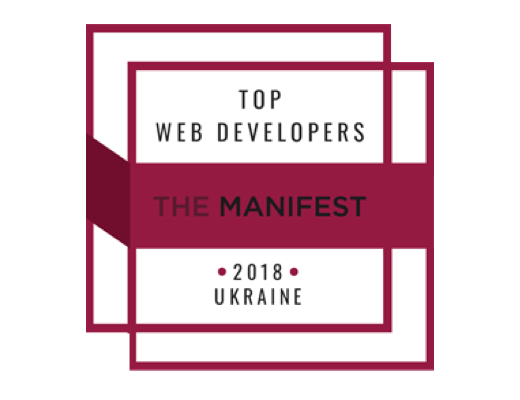 TOP
WEB DEVELOPERS
THE MANIFEST
•2018•
UKRAINE